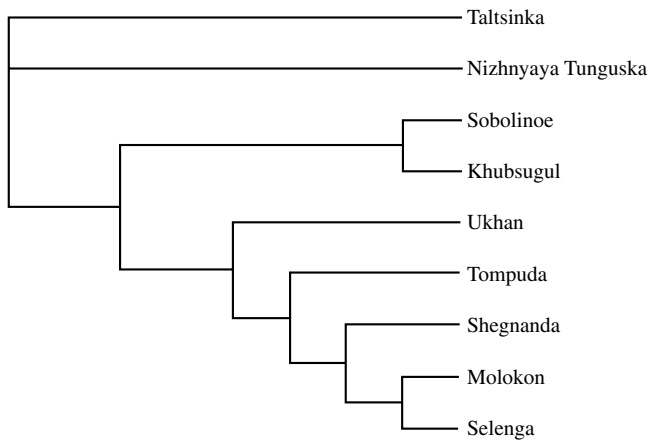 Taltsinka
Nizhnyaya Tunguska
Sobolinoe
Khubsugul
Ukhan
Tompuda
Shegnanda
Molokon
Selenga